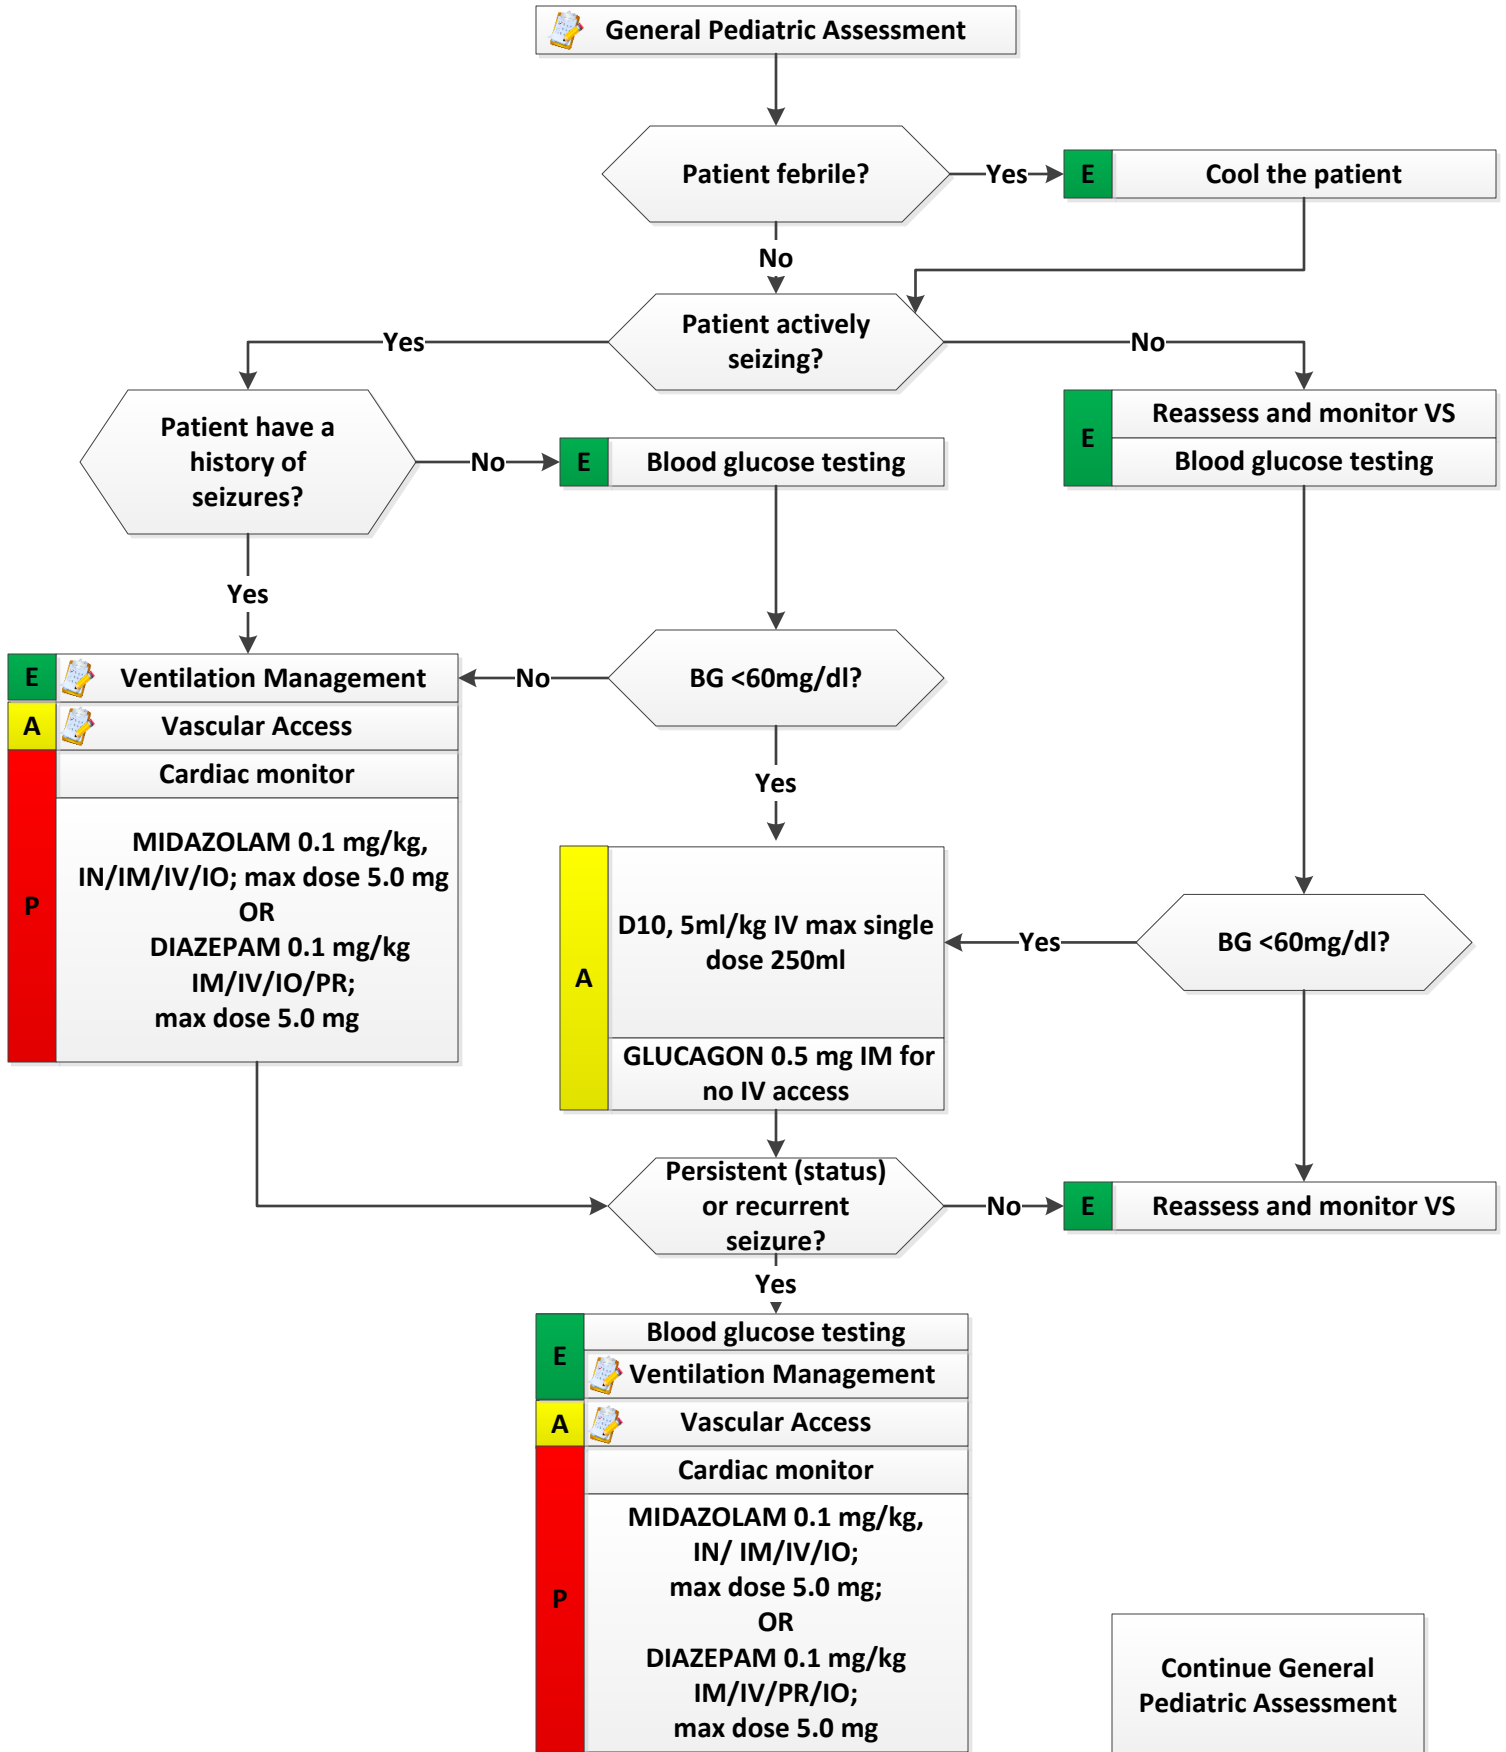 General Pediatric Assessment
Patient febrile?
Yes
E
Cool the patient
No
Patient actively
seizing?
Yes
No
Patient have a
history of
seizures?
No
E
Blood glucose testing
E
Reassess and monitor VS
Blood glucose testing
Yes
E
Ventilation Management
A
Vascular Access
P
Cardiac monitor
MIDAZOLAM 0.1 mg/kg,
IN/IM/IV/IO; max dose 5.0 mg
OR
DIAZEPAM 0.1 mg/kg
IM/IV/IO/PR;
max dose 5.0 mg
No
BG <60mg/dl?
Yes
A
D10, 5ml/kg IV max single
dose 250ml
GLUCAGON 0.5 mg IM for
no IV access
Yes
BG <60mg/dl?
Persistent (status)
or recurrent
seizure?
No
E
Reassess and monitor VS
Yes
E
Blood glucose testing
Ventilation Management
A
Vascular Access
P
Cardiac monitor
MIDAZOLAM 0.1 mg/kg,
IN/ IM/IV/IO;
max dose 5.0 mg;
OR
DIAZEPAM 0.1 mg/kg
IM/IV/PR/IO;
max dose 5.0 mg
Continue General
Pediatric Assessment